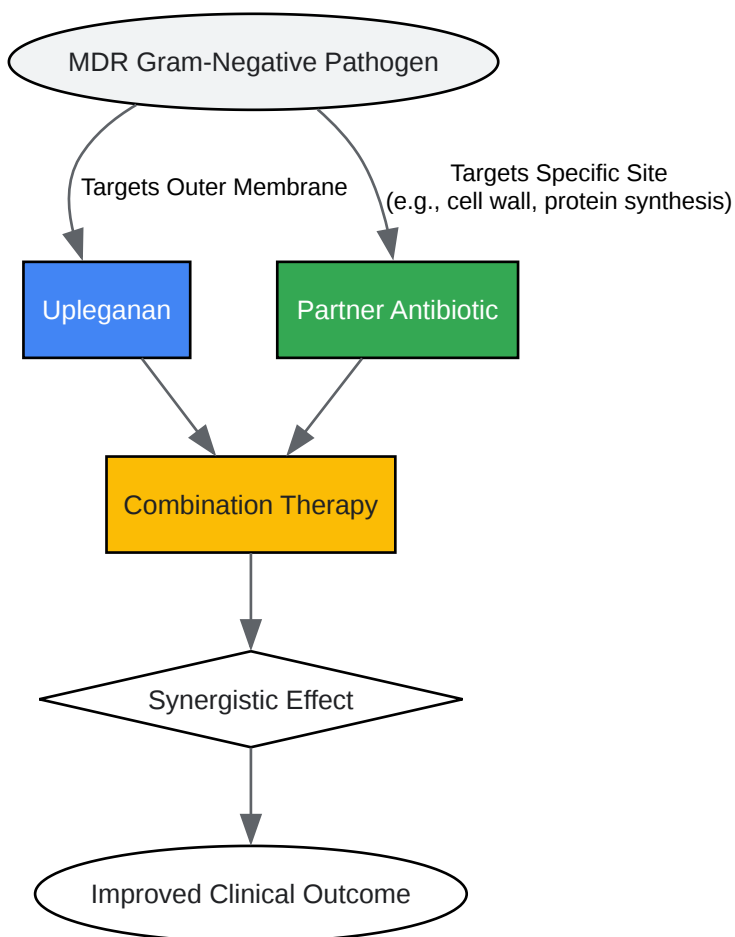 MDR Gram-Negative Pathogen
Targets Outer Membrane
Targets Specific Site
(e.g., cell wall, protein synthesis)
Upleganan
Partner Antibiotic
Combination Therapy
Synergistic Effect
Improved Clinical Outcome